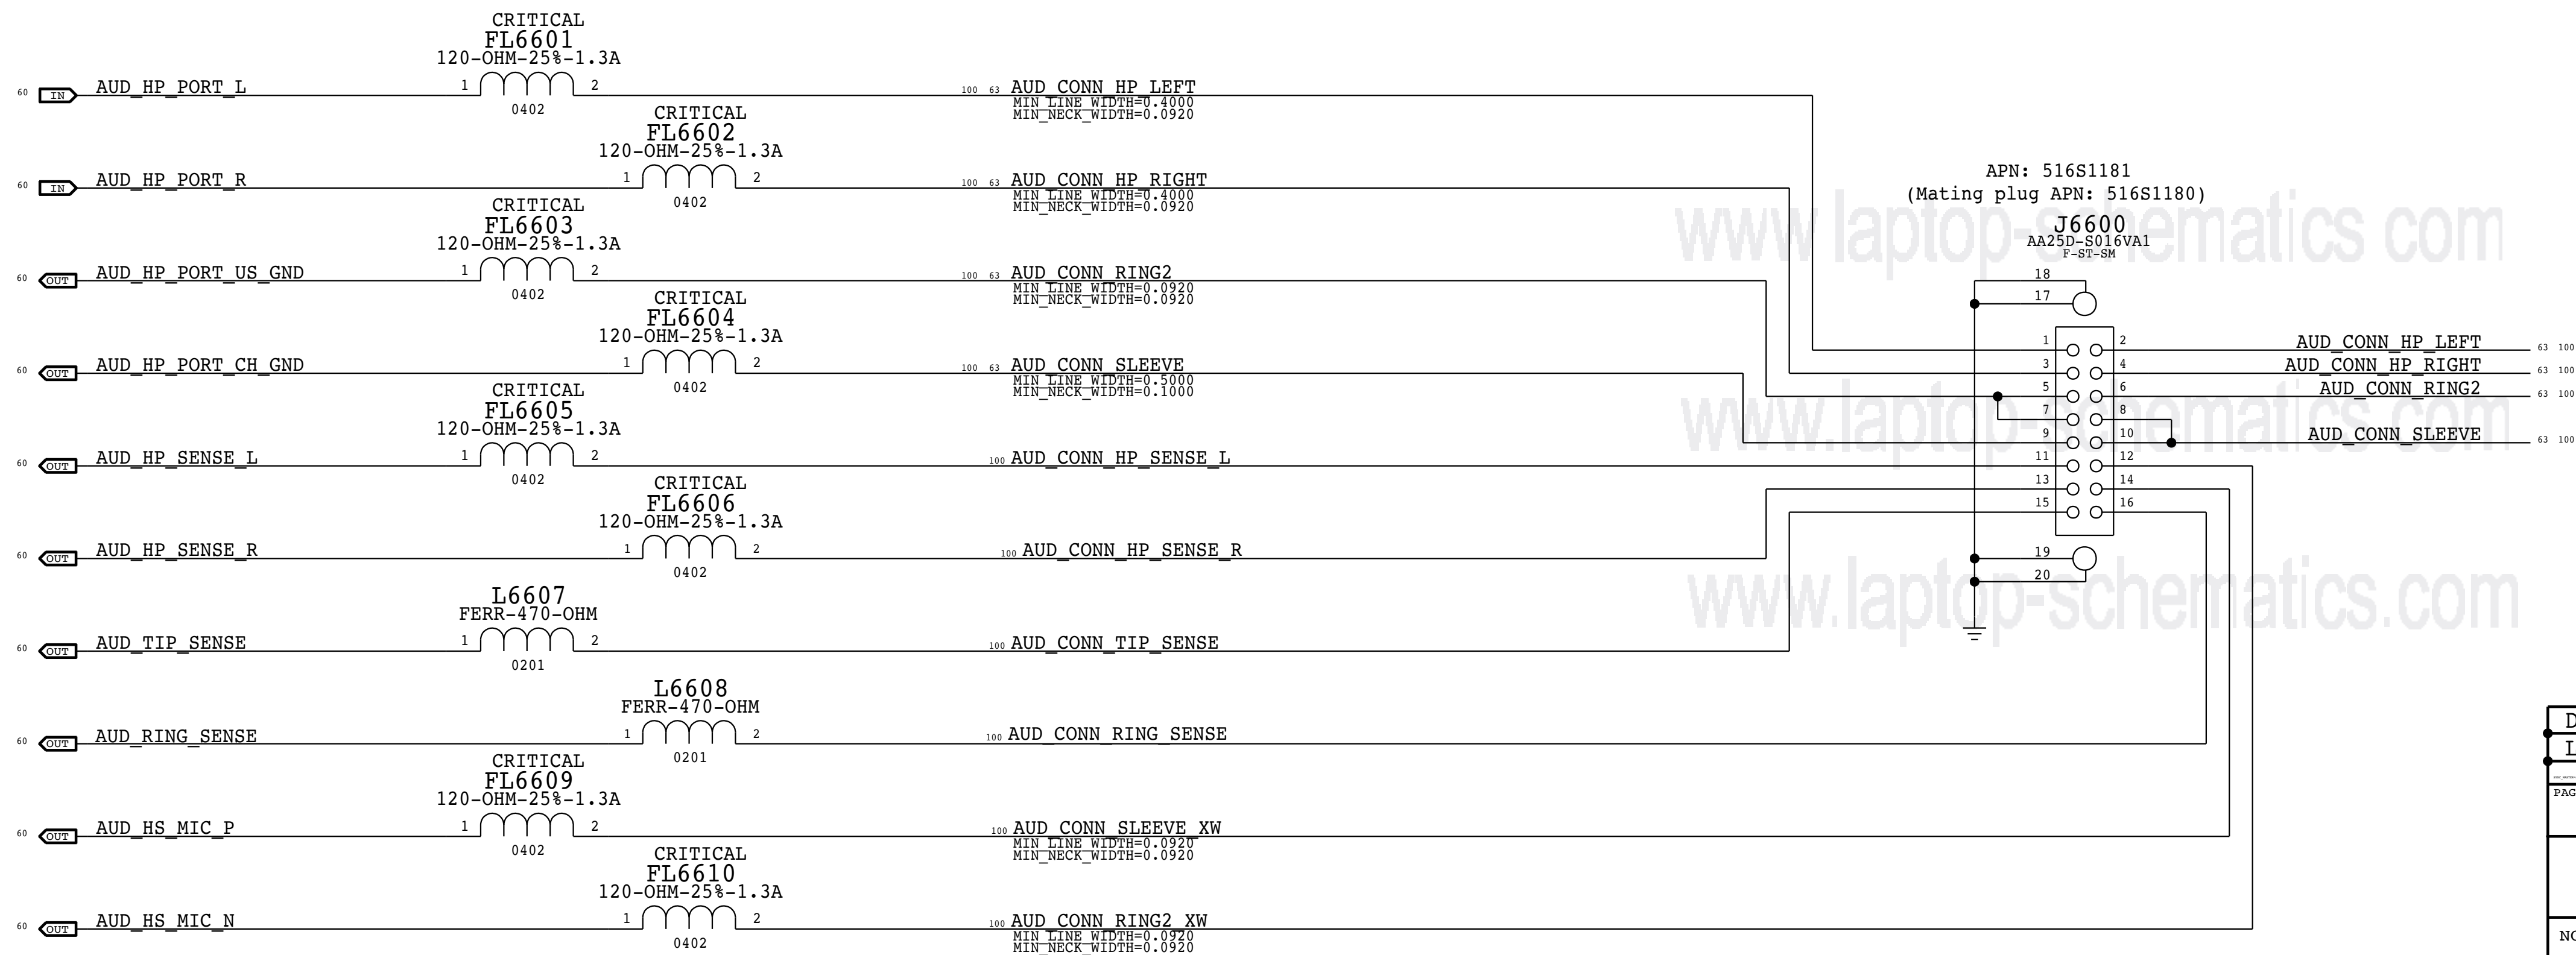 CRITICAL
FL6601
120-OHM-25%-1.3A
60 IN AUD_HP_PORT_L 1 2 100 63 AUD_CONN_HP_LEFT
0402
MIN_LINE_WIDTH=0.4000
MIN_NECK_WIDTH=0.0920
CRITICAL
FL6602
120-OHM-25%-1.3A
60 IN AUD_HP_PORT_R 1 2 100 63 AUD_CONN_HP_RIGHT
0402
MIN_LINE_WIDTH=0.4000
MIN_NECK_WIDTH=0.0920
CRITICAL
FL6603
120-OHM-25%-1.3A
60 OUT AUD_HP_PORT_US_GND 1 2 100 63 AUD_CONN_RING2
0402
MIN_LINE_WIDTH=0.0920
MIN_NECK_WIDTH=0.0920
CRITICAL
FL6604
120-OHM-25%-1.3A
60 OUT AUD_HP_PORT_CH_GND 1 2 100 63 AUD_CONN_SLEEVE
0402
MIN_LINE_WIDTH=0.5000
MIN_NECK_WIDTH=0.1000
CRITICAL
FL6605
120-OHM-25%-1.3A
60 OUT AUD_HP_SENSE_L 1 2 100 AUD_CONN_HP_SENSE_L
0402
CRITICAL
FL6606
120-OHM-25%-1.3A
60 OUT AUD_HP_SENSE_R 1 2 100 AUD_CONN_HP_SENSE_R
0402
L6607
FERR-470-OHM
60 OUT AUD_TIP_SENSE 1 2 100 AUD_CONN_TIP_SENSE
0201
L6608
FERR-470-OHM
60 OUT AUD_RING_SENSE 1 2 100 AUD_CONN_RING_SENSE
0201
CRITICAL
FL6609
120-OHM-25%-1.3A
60 OUT AUD_HS_MIC_P 1 2 100 AUD_CONN_SLEEVE_XW
0402
MIN_LINE_WIDTH=0.0920
MIN_NECK_WIDTH=0.0920
CRITICAL
FL6610
120-OHM-25%-1.3A
60 OUT AUD_HS_MIC_N 1 2 100 AUD_CONN_RING2_XW
0402
MIN_LINE_WIDTH=0.0920
MIN_NECK_WIDTH=0.0920
APN: 516S1181
(Mating plug APN: 516S1180)
J6600
AA25D-S016VA1
F-ST-SM
18
17
1 2 AUD_CONN_HP_LEFT 63 100
3 4 AUD_CONN_HP_RIGHT 63 100
5 6 AUD_CONN_RING2 63 100
7 8
9 10 AUD_CONN_SLEEVE 63 100
11 12
13 14
15 16
19
20
www.laptop-schematics.com
www.laptop-schematics.com
www.laptop-schematics.com